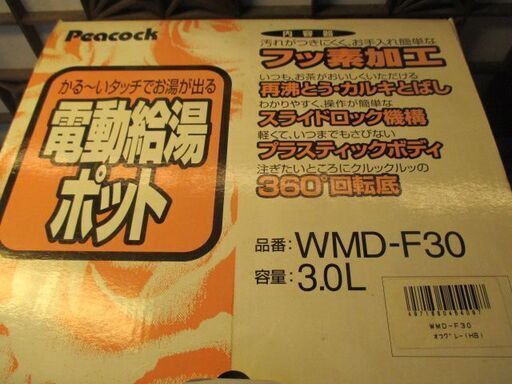 Peacock
かる〜いタッチでお湯が出る
電動給湯
ポット
内容器
汚れがつきにくく、お手入れ簡単な
フッ素加工
いつも、お茶がおいしくいただける
再沸とう・カルキとばし
わかりやすく、操作が簡単な
スライドロック機構
軽くて、いつまでもさびない
プラスティックボディ
注ぎたいところにクルックルッの
360°回転底
品番: WMD-F30
容量: 3.0L
WMD-F30